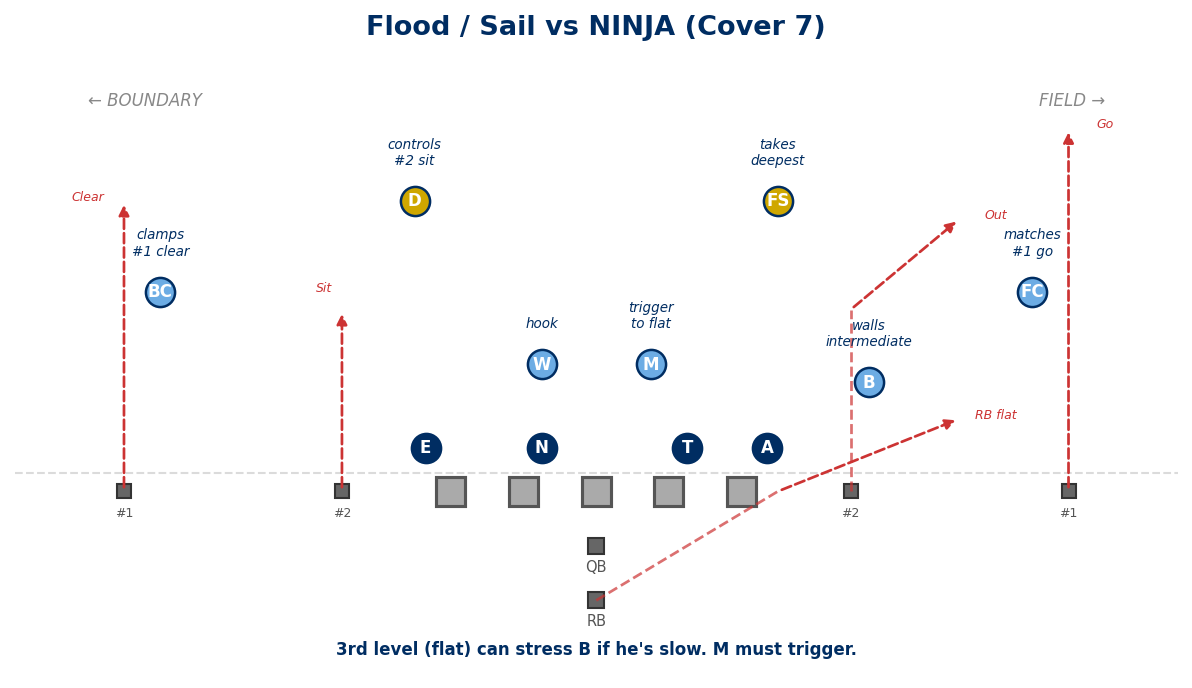 Flood / Sail vs NINJA (Cover 7)
← BOUNDARY
FIELD →
Go
controls
#2 sit
takes
deepest
Clear
D
FS
Out
clamps
#1 clear
matches
#1 go
Sit
BC
FC
hook
trigger
to flat
walls
intermediate
W
M
B
RB flat
E
N
T
A
#1
#2
#2
#1
QB
RB
3rd level (flat) can stress B if he's slow. M must trigger.